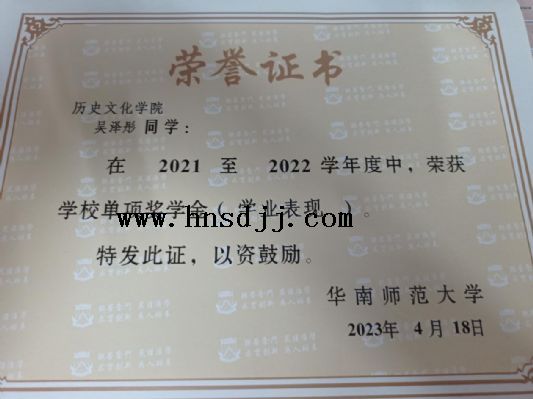 荣誉证书
历史文化学院
吴泽彤 同学：
在 2021 至 2022 学年度中，荣获
学校单项奖学金（ 学业表现 ）。
www.hnsdjj.com
特发此证，以资鼓励。
华南师范大学
2023年 4 月 18日